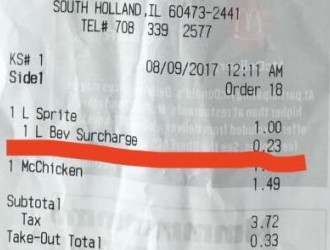 SOUTH HOLLAND,IL 60473-2441
TEL# 708 339 2577
KS# 1 08/09/2017 12:11 AM
Side1 Order 18
1 L Sprite 1.00
1 L Bev Surcharge 0.23
1 McChicken 1.49
Subtotal 3.72
Tax 0.33
Take-Out Total